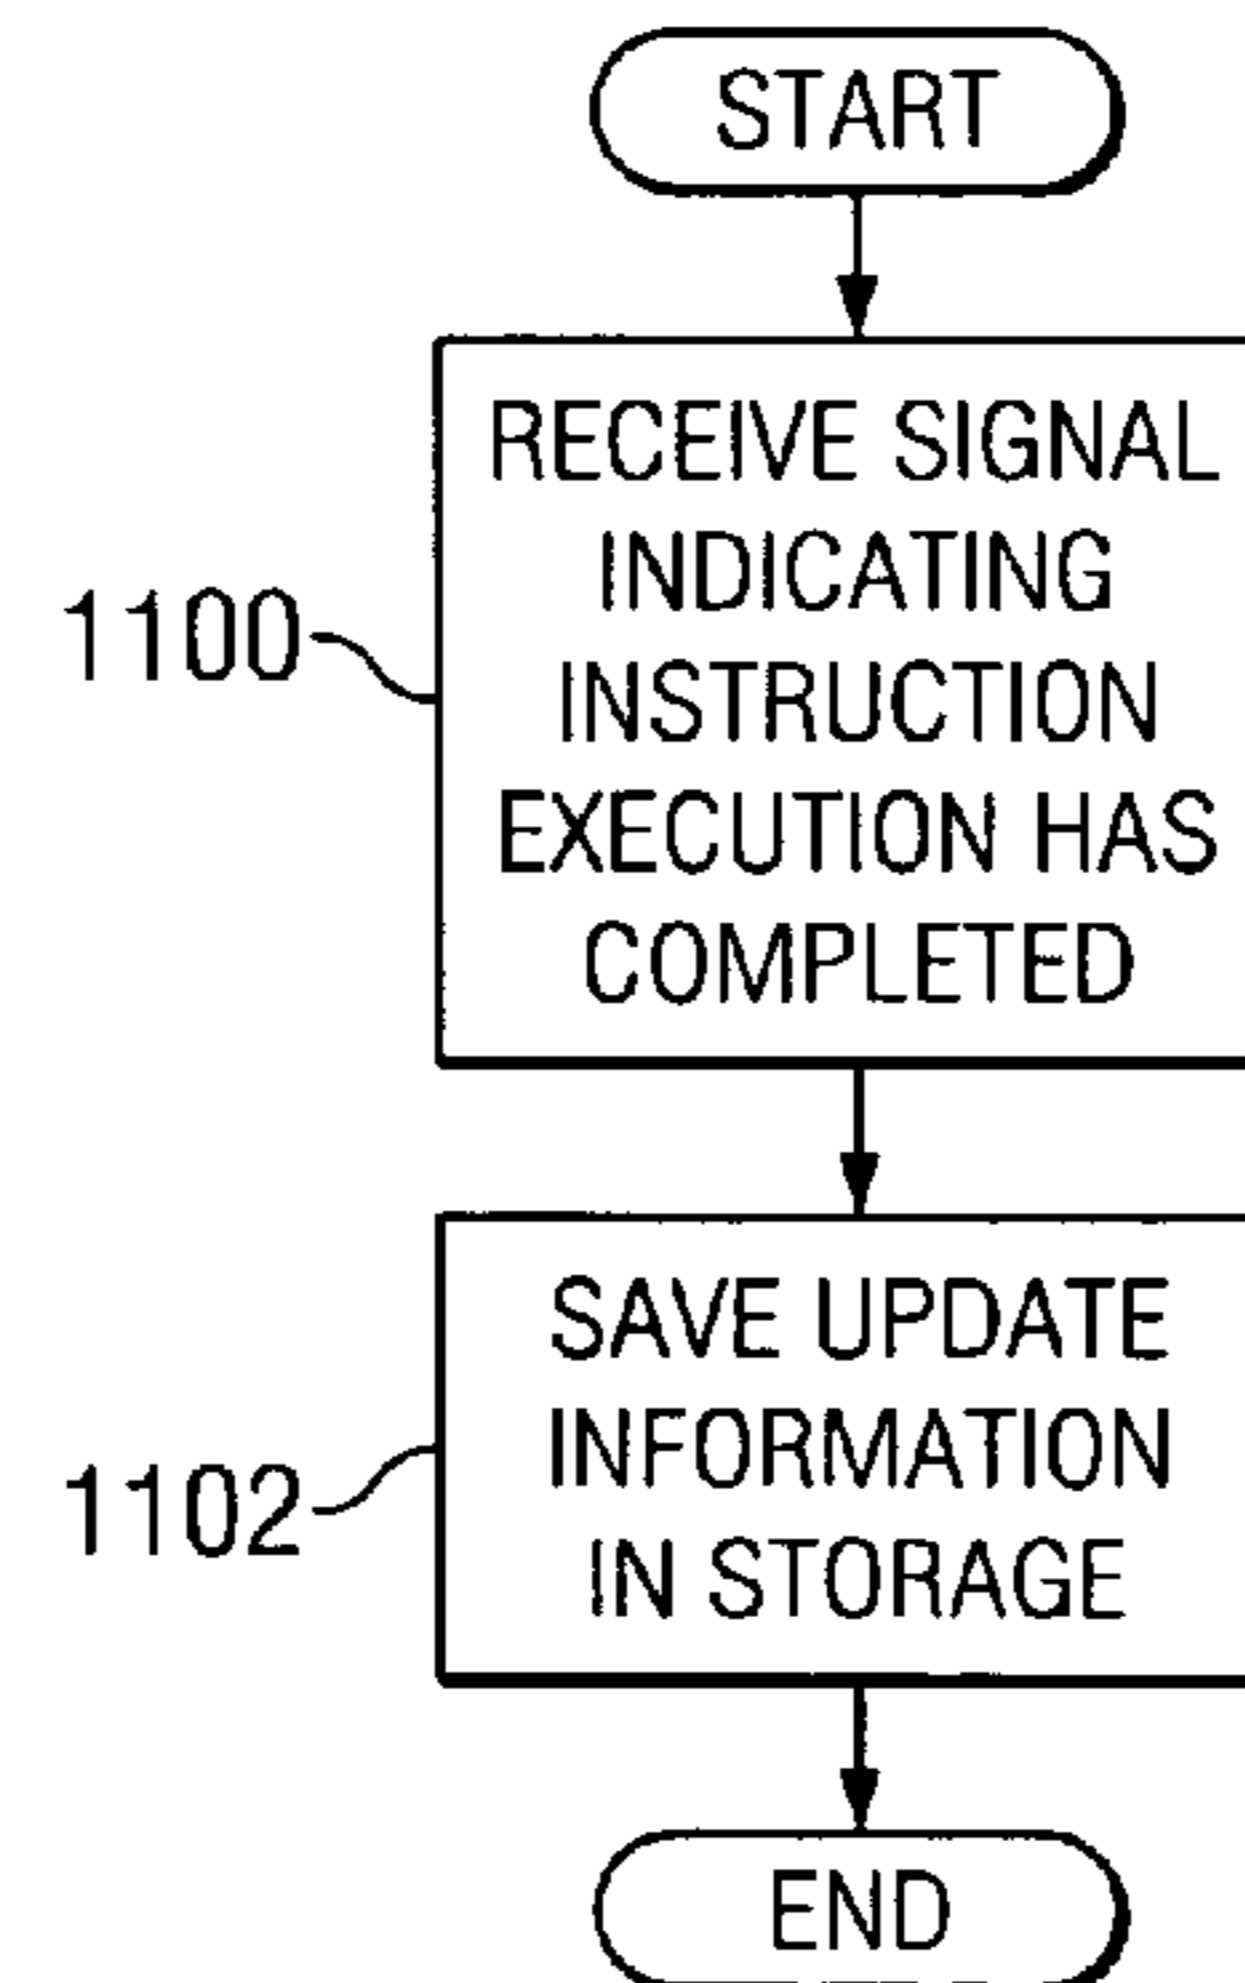 START
RECEIVE SIGNAL
INDICATING
INSTRUCTION
EXECUTION HAS
COMPLETED
1100
SAVE UPDATE
INFORMATION
IN STORAGE
1102
END